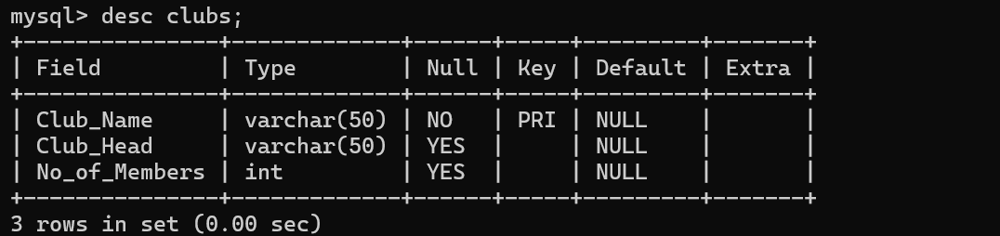 mysql> desc clubs;
+---------------+-------------+------+-----+---------+-------+
| Field         | Type        | Null | Key | Default | Extra |
+---------------+-------------+------+-----+---------+-------+
| Club_Name     | varchar(50) | NO   | PRI | NULL    |       |
| Club_Head     | varchar(50) | YES  |     | NULL    |       |
| No_of_Members | int         | YES  |     | NULL    |       |
+---------------+-------------+------+-----+---------+-------+
3 rows in set (0.00 sec)